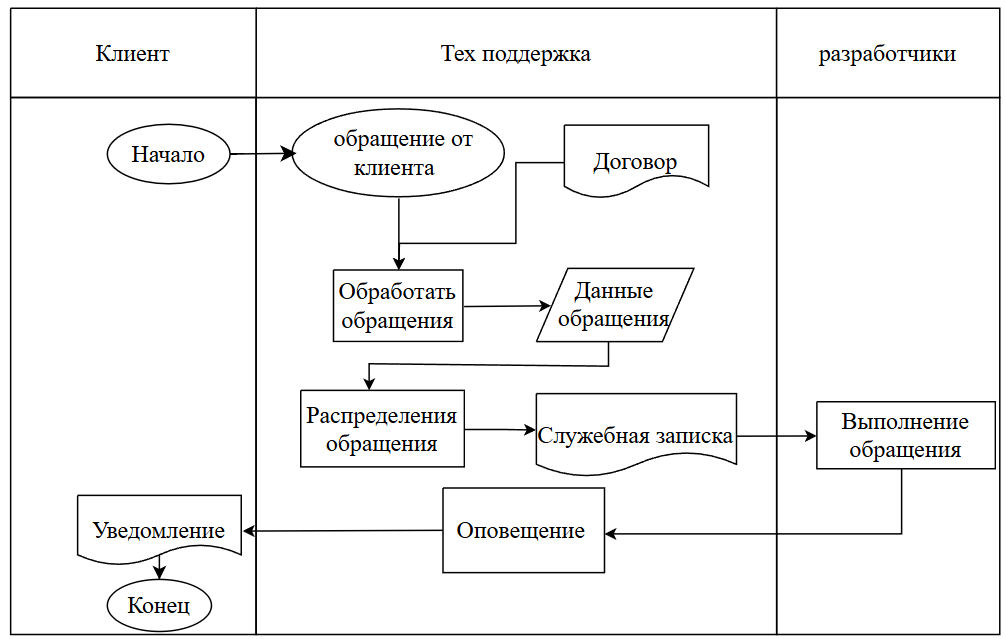 Клиент
Тех поддержка
разработчики
Начало
обращение от
клиента
Договор
Обработать
обращения
Данные
обращения
Распределения
обращения
Служебная записка
Выполнение
обращения
Уведомление
Оповещение
Конец